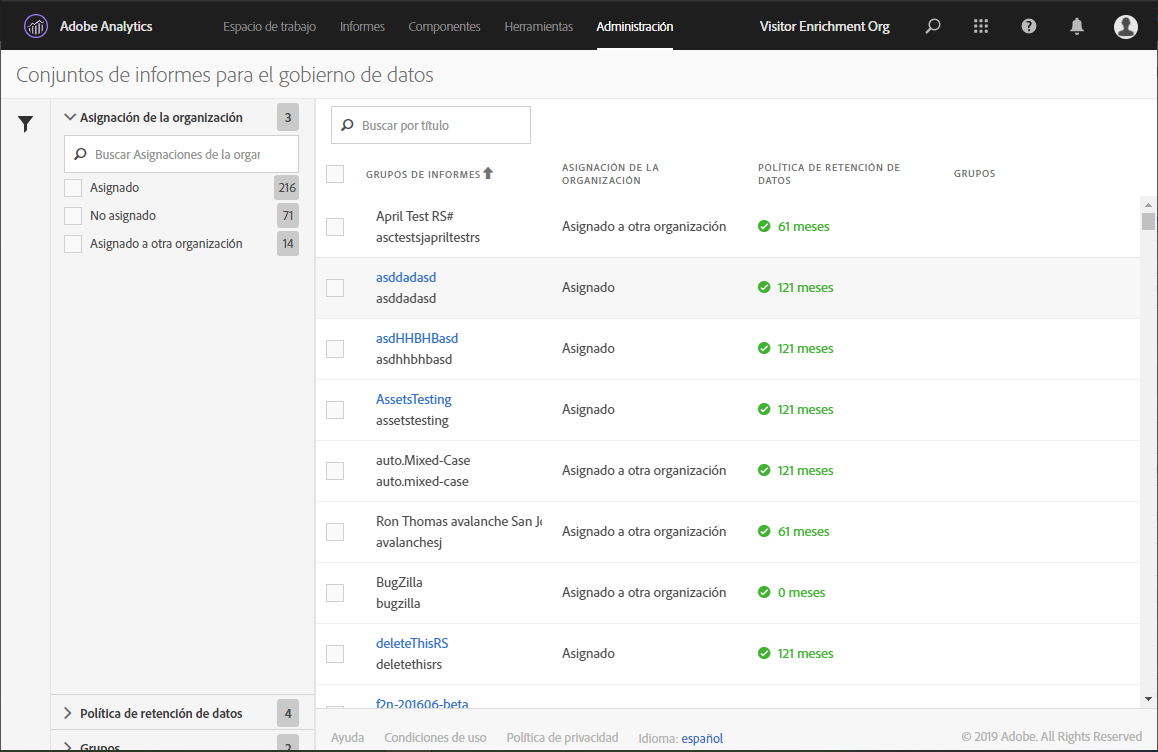 Adobe Analytics
Espacio de trabajo
Informes
Componentes
Herramientas
Administración
Visitor Enrichment Org
Conjuntos de informes para el gobierno de datos
Asignación de la organización
3
Buscar Asignaciones de la organ
Asignado
216
No asignado
71
Asignado a otra organización
14
Política de retención de datos
4
Grupos
2
Buscar por título
GRUPOS DE INFORMES
ASIGNACIÓN DE LA
ORGANIZACIÓN
POLÍTICA DE RETENCIÓN DE
DATOS
GRUPOS
April Test RS#
asctestsjapriltestrs
Asignado a otra organización
61 meses
asddadasd
asddadasd
Asignado
121 meses
asdHHBHBasd
asdhhbhbasd
Asignado
121 meses
AssetsTesting
assetstesting
Asignado
121 meses
auto.Mixed-Case
auto.mixed-case
Asignado a otra organización
121 meses
Ron Thomas avalanche San Jo
avalanchesj
Asignado a otra organización
61 meses
BugZilla
bugzilla
Asignado a otra organización
0 meses
deleteThisRS
deletethisrs
Asignado
121 meses
f2n-201606-beta
Ayuda
Condiciones de uso
Política de privacidad
Idioma: español
© 2019 Adobe. All Rights Reserved